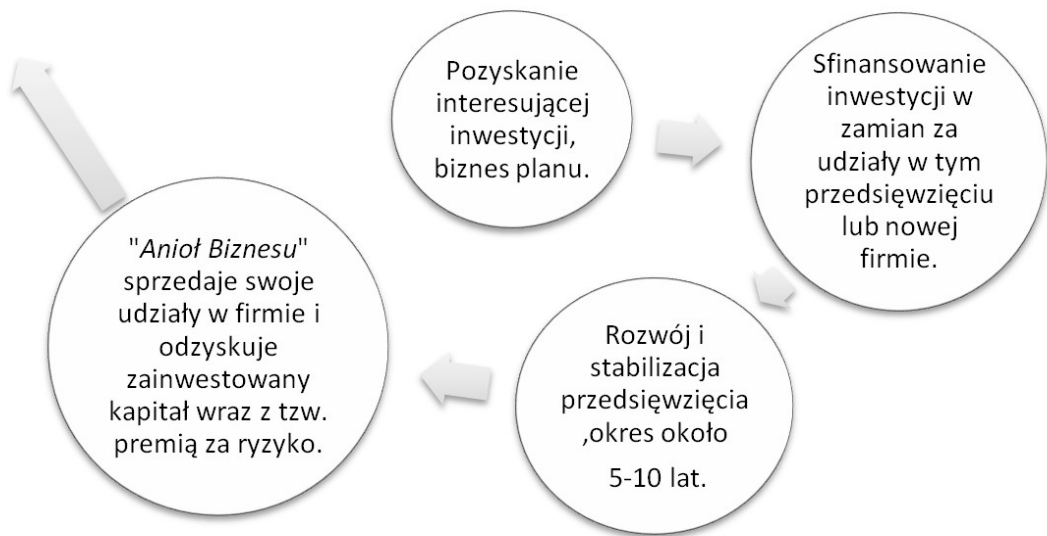 Pozyskanie
interesującej
inwestycji,
biznes planu.
Sfinansowanie
inwestycji w
zamian za
udziały w tym
przedsięwzięciu
lub nowej
firmie.
Rozwój i
stabilizacja
przedsięwzięcia
,okres około
5-10 lat.
"Anioł Biznesu"
sprzedaje swoje
udziały w firmie i
odzyskuje
zainwestowany
kapitał wraz z tzw.
premią za ryzyko.